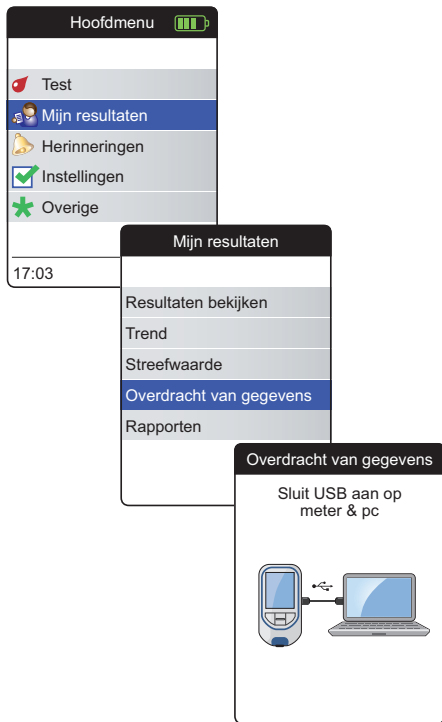 Hoofdmenu
Test
Mijn resultaten
Herinneringen
Instellingen
Overige
17:03
Mijn resultaten
Resultaten bekijken
Trend
Streefwaarde
Overdracht van gegevens
Rapporten
Overdracht van gegevens
Sluit USB aan op
meter & pc